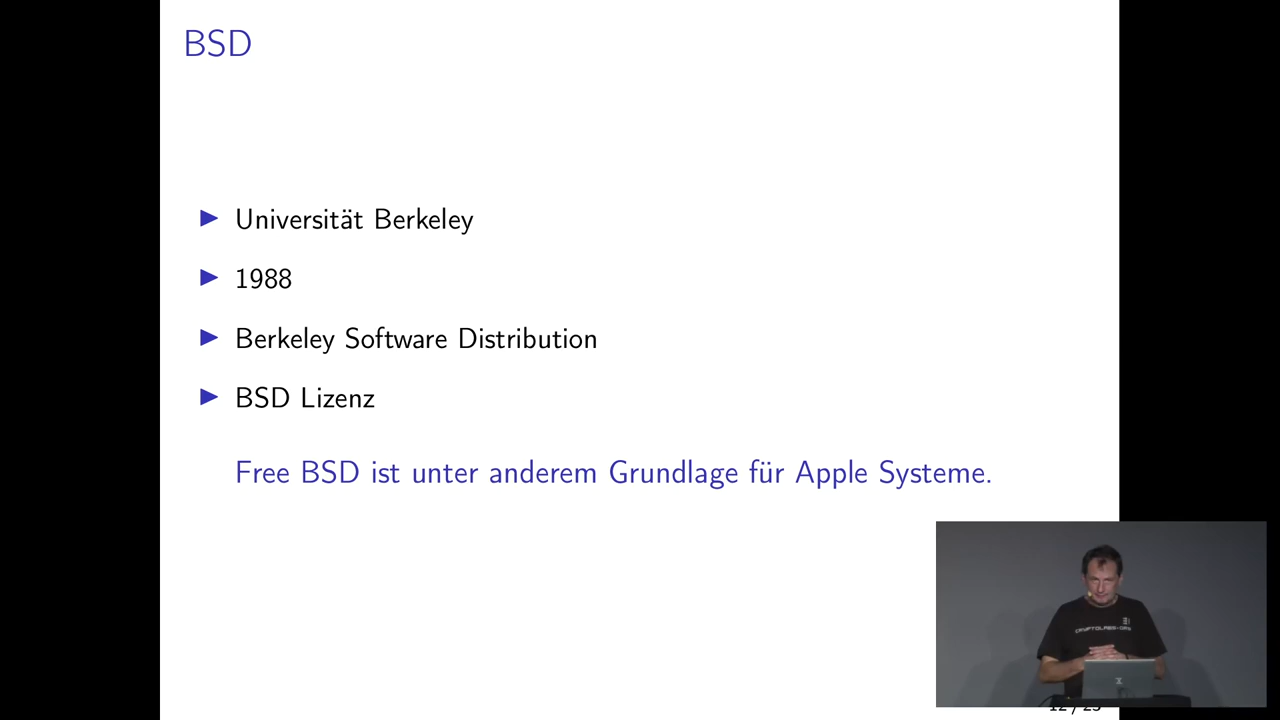 BSD
Universität Berkeley
1988
Berkeley Software Distribution
BSD Lizenz
Free BSD ist unter anderem Grundlage für Apple Systeme.